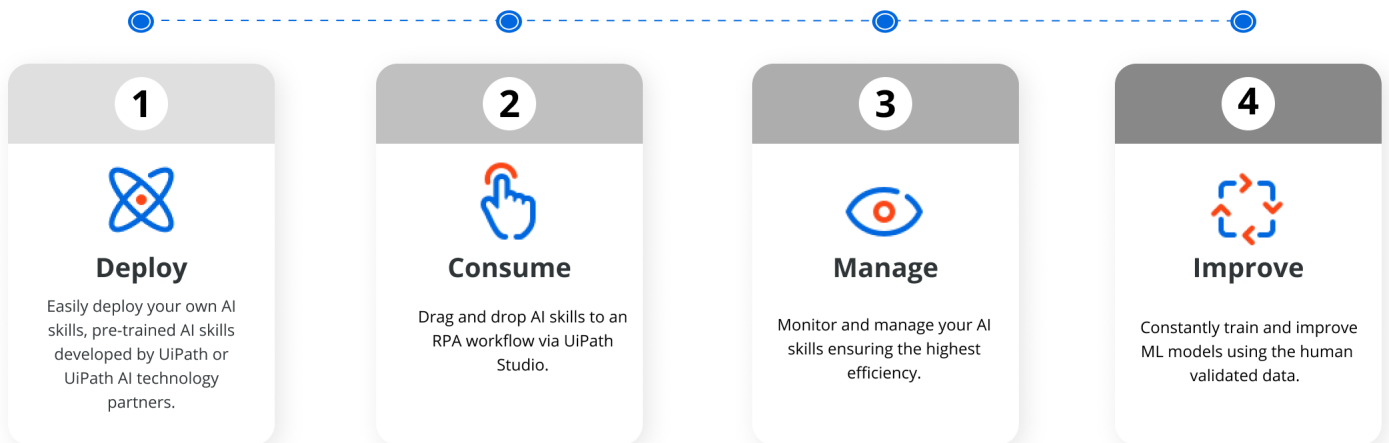 1
Deploy
Easily deploy your own AI
skills, pre-trained AI skills
developed by UiPath or
UiPath AI technology
partners.
2
Consume
Drag and drop AI skills to an
RPA workflow via UiPath
Studio.
3
Manage
Monitor and manage your AI
skills ensuring the highest
efficiency.
4
Improve
Constantly train and improve
ML models using the human
validated data.